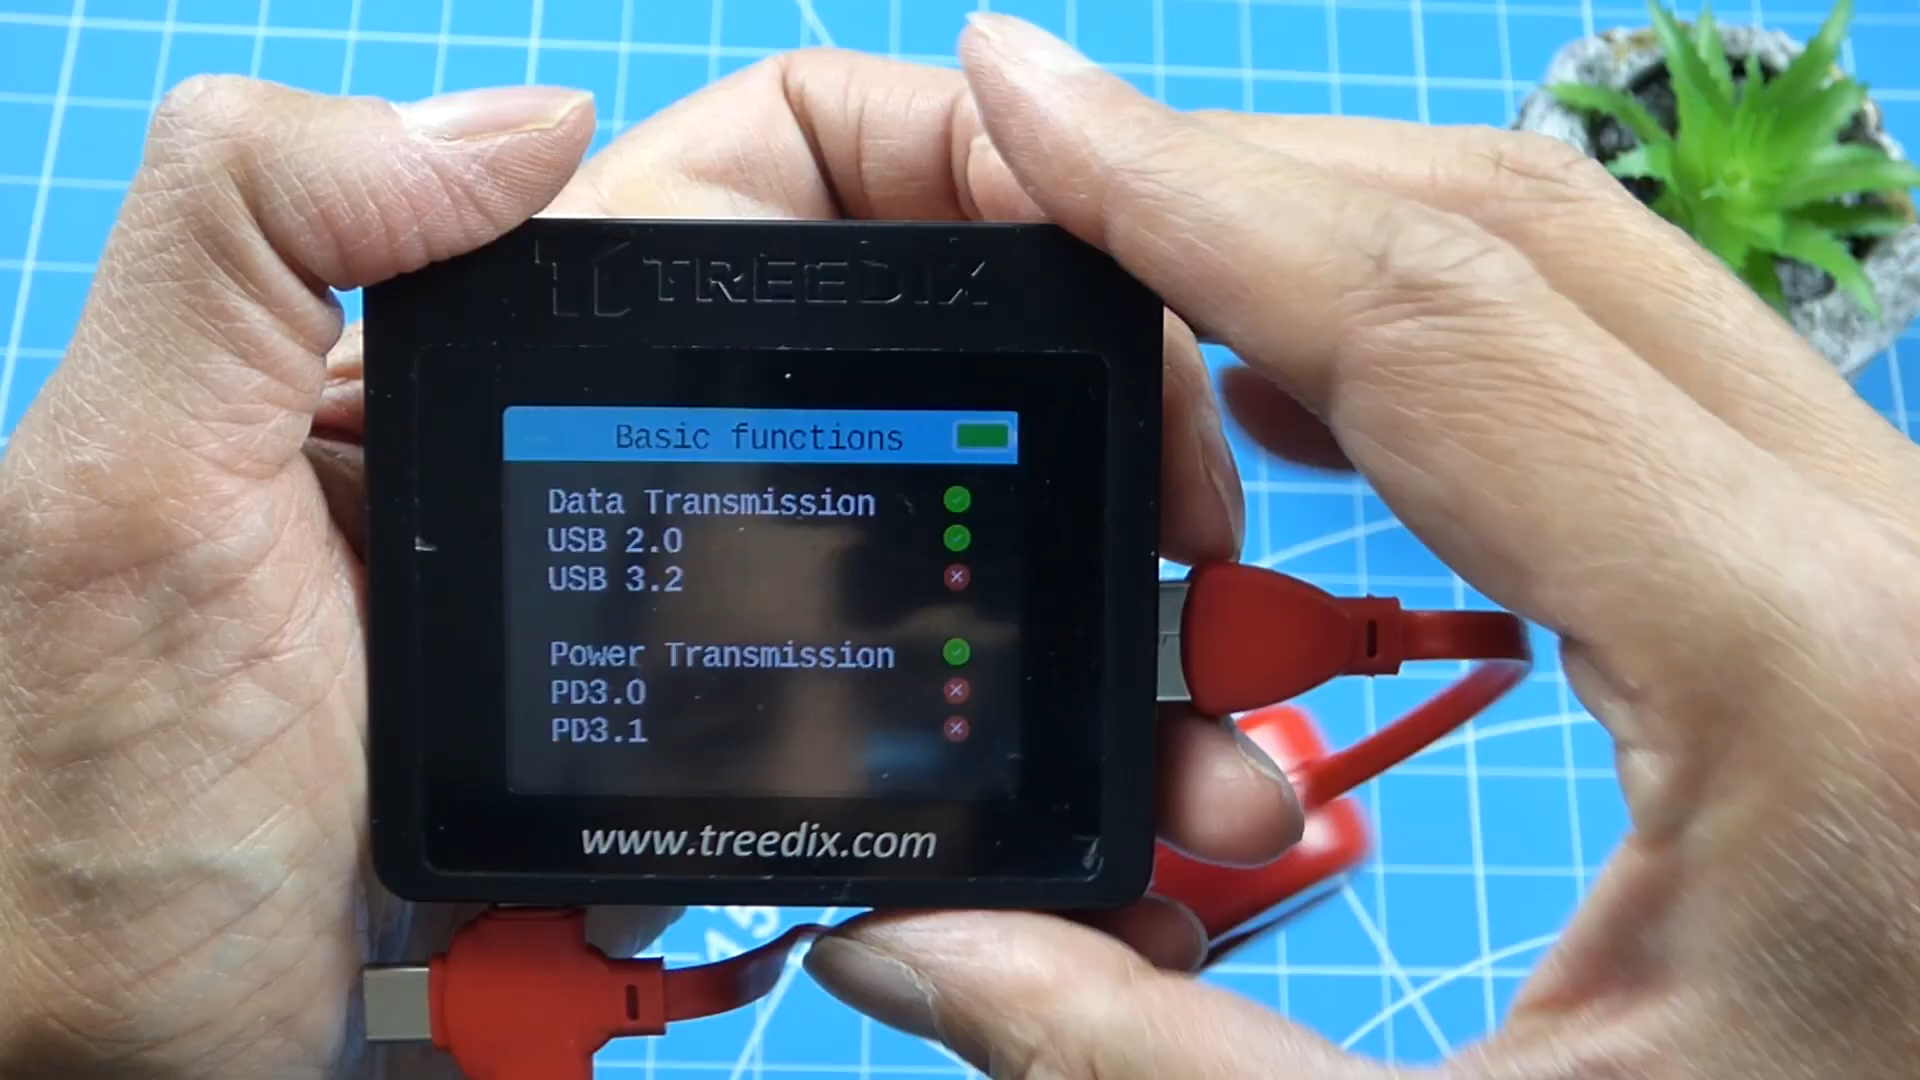 TREEDIX
Basic functions
Data Transmission
USB 2.0
USB 3.2
Power Transmission
PD3.0
PD3.1
www.treedix.com
45